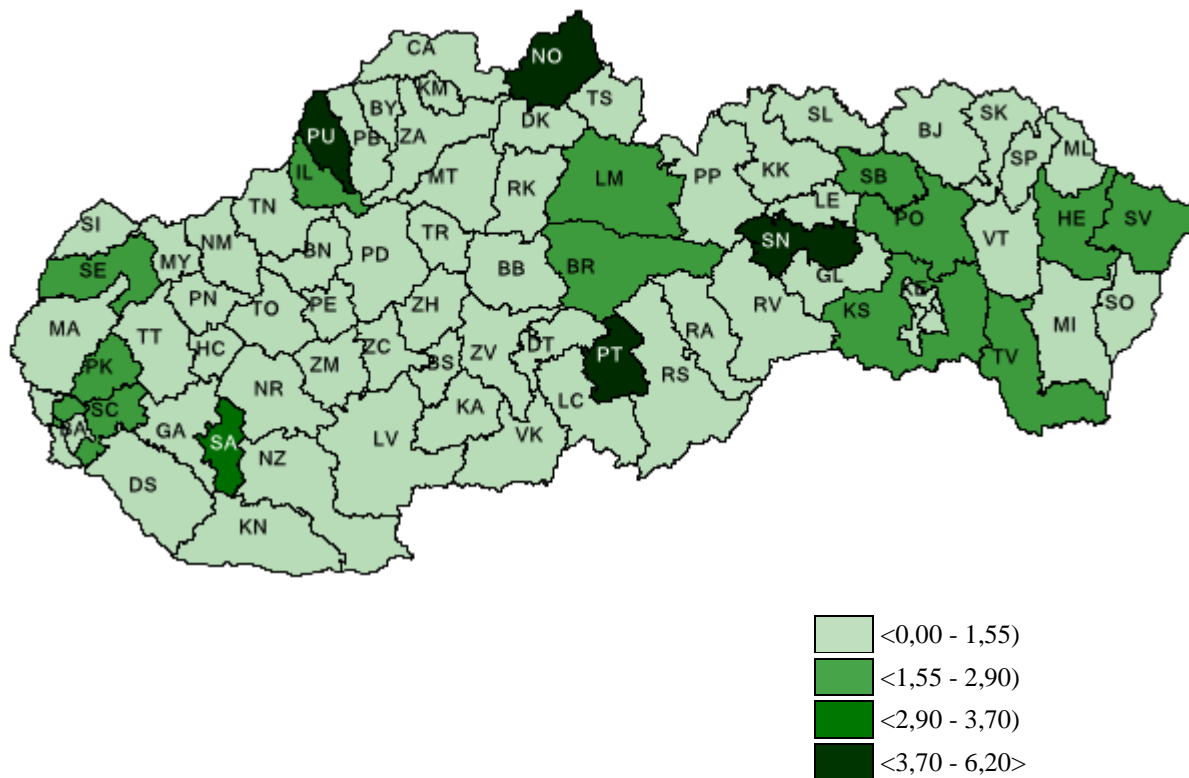 CA
NO
KM
TS
BY
PU
PB
ZA
DK
SL
BJ
SK
SP
ML
IL
MT
RK
LM
PP
KK
SB
LE
TN
SI
NM
BN
PD
TR
SN
PO
VT
HE
SV
SE
MY
BB
BR
GL
PN
TO
PE
ZH
RV
KS
KE
SO
MA
TT
HC
ZM
ZC
BS
ZV
DT
PT
RA
RS
MI
TV
PK
NR
SC
KA
LC
BA
GA
SA
LV
VK
NZ
DS
KN
<0,00 - 1,55)
<1,55 - 2,90)
<2,90 - 3,70)
<3,70 - 6,20>